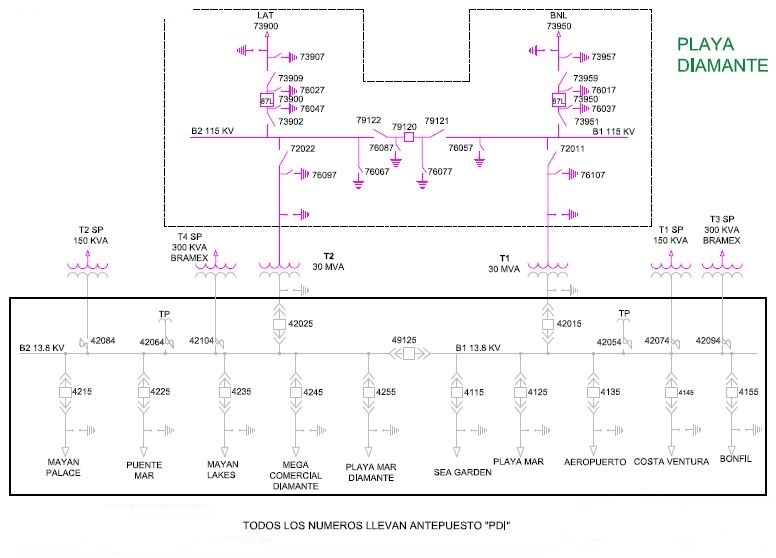 LAT
73900
BNL
73950
PLAYA
DIAMANTE
73907
73957
73909
76027
87L
73900
76047
73902
73959
76017
87L
73950
76037
73951
B2 115 KV
79122
79120
79121
B1 115 KV
76087
76057
76067
76077
72022
76097
72011
76107
T2 SP
150 KVA
T4 SP
300 KVA
BRAMEX
T2
30 MVA
T1
30 MVA
T1 SP
150 KVA
T3 SP
300 KVA
BRAMEX
42025
42015
TP
TP
42084
42064
42104
42054
42074
42094
B2 13.8 KV
49125
B1 13.8 KV
4215
4225
4235
4245
4255
4115
4125
4135
4145
4155
MAYAN
PALACE
PUENTE
MAR
MAYAN
LAKES
MEGA
COMERCIAL
DIAMANTE
PLAYA MAR
DIAMANTE
SEA GARDEN
PLAYA MAR
AEROPUERTO
COSTA VENTURA
BONFIL
TODOS LOS NUMEROS LLEVAN ANTEPUESTO "PD|"